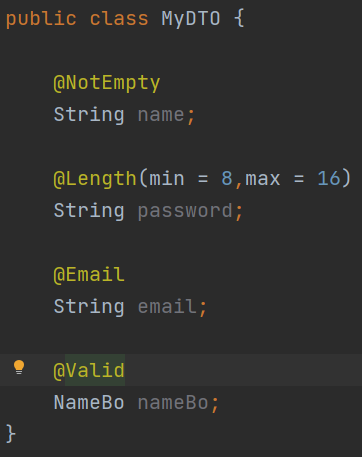 public class MyDTO {
@NotEmpty
String name;
@Length(min = 8,max = 16)
String password;
@Email
String email;
@Valid
NameBo nameBo;
}